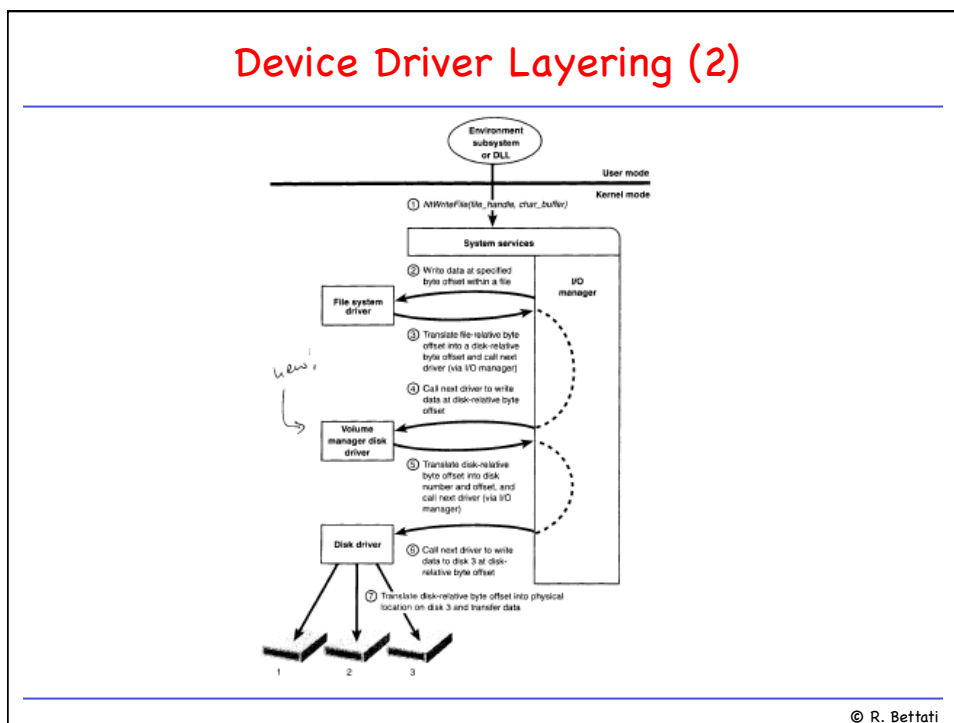 Device Driver Layering (2)
Environment
subsystem
or DLL
User mode
Kernel mode
① NtWriteFile(file_handle, char_buffer)
System services
② Write data at specified
byte offset within a file
I/O
manager
File system
driver
③ Translate file-relative byte
offset into a disk-relative
byte offset and call next
driver (via I/O manager)
new!
④ Call next driver to write
data at disk-relative byte
offset
Volume
manager disk
driver
⑤ Translate disk-relative
byte offset into disk
number and offset, and
call next driver (via I/O
manager)
Disk driver
⑥ Call next driver to write
data to disk 3 at disk-
relative byte offset
⑦ Translate disk-relative byte offset into physical
location on disk 3 and transfer data
1 2 3
© R. Bettati